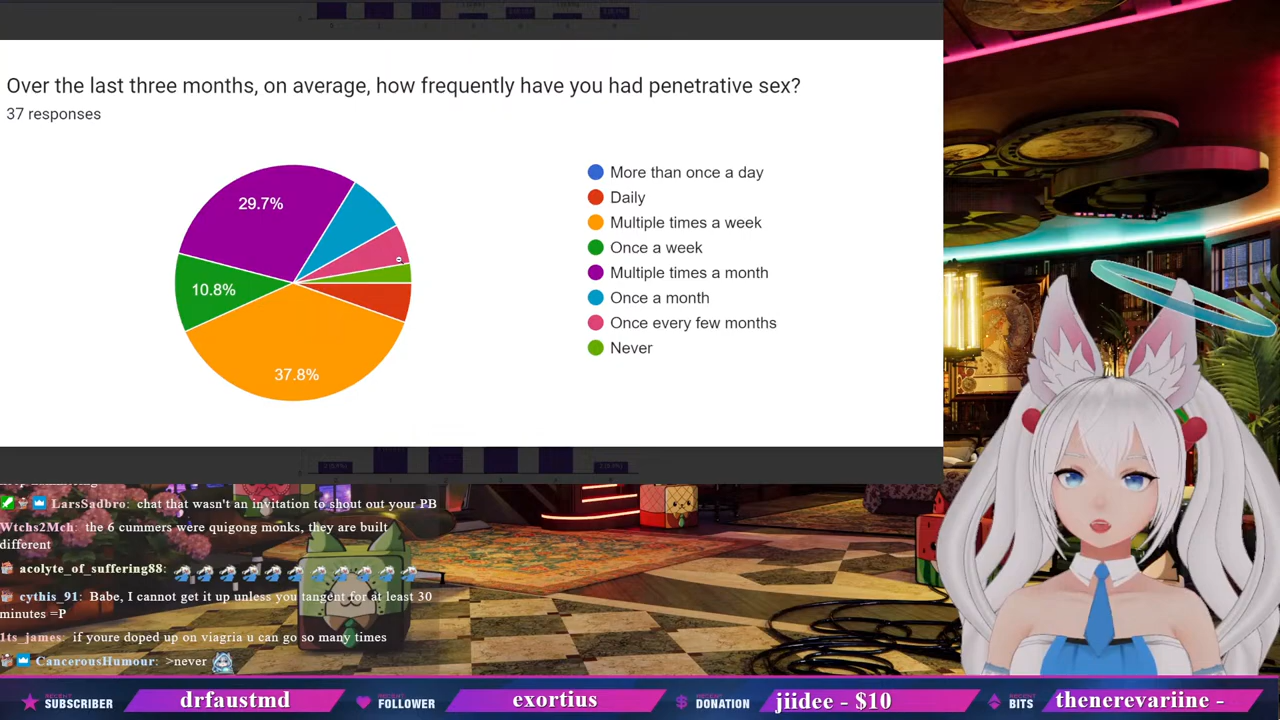 Over the last three months, on average, how frequently have you had penetrative sex?
37 responses
29.7%
10.8%
37.8%
More than once a day
Daily
Multiple times a week
Once a week
Multiple times a month
Once a month
Once every few months
Never
LarsSadbro: chat that wasn't an invitation to shout out your PB
Wtchs2Mch: the 6 cummers were quigong monks, they are built
different
acolyte_of_suffering88:
cythis_91: Babe, I cannot get it up unless you tangent for at least 30
minutes =P
1ts_james: if youre doped up on viagria u can go so many times
CancerousHumour: >never
RECENT
SUBSCRIBER
drfaustmd
RECENT
FOLLOWER
exortius
RECENT
DONATION
jiidee - $10
RECENT
BITS
thenerevariine -